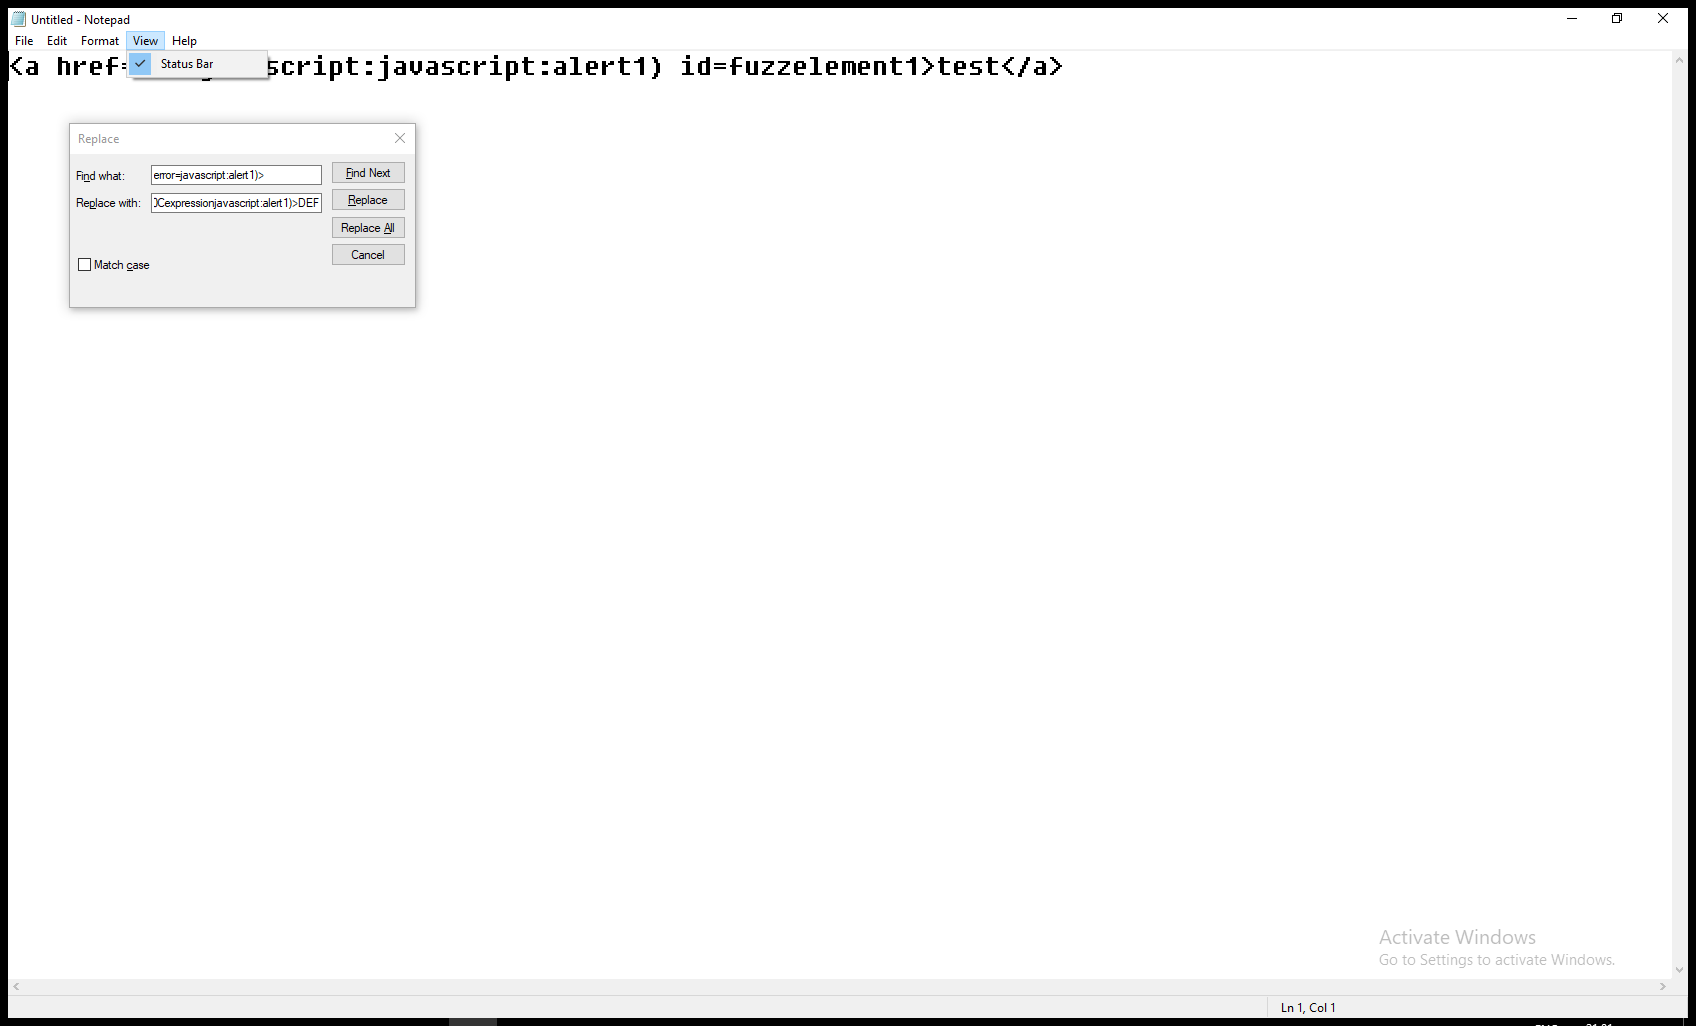 Untitled - Notepad
File Edit Format View Help
Status Bar
<a href= script:javascript:alert1) id=fuzzelement1>test</a>
Replace
Find what: error=javascript:alert1)>
Find Next
Replace with: Cexpressionjavascript:alert1)>DEF
Replace
Replace All
Cancel
Match case
Activate Windows
Go to Settings to activate Windows.
Ln 1, Col 1